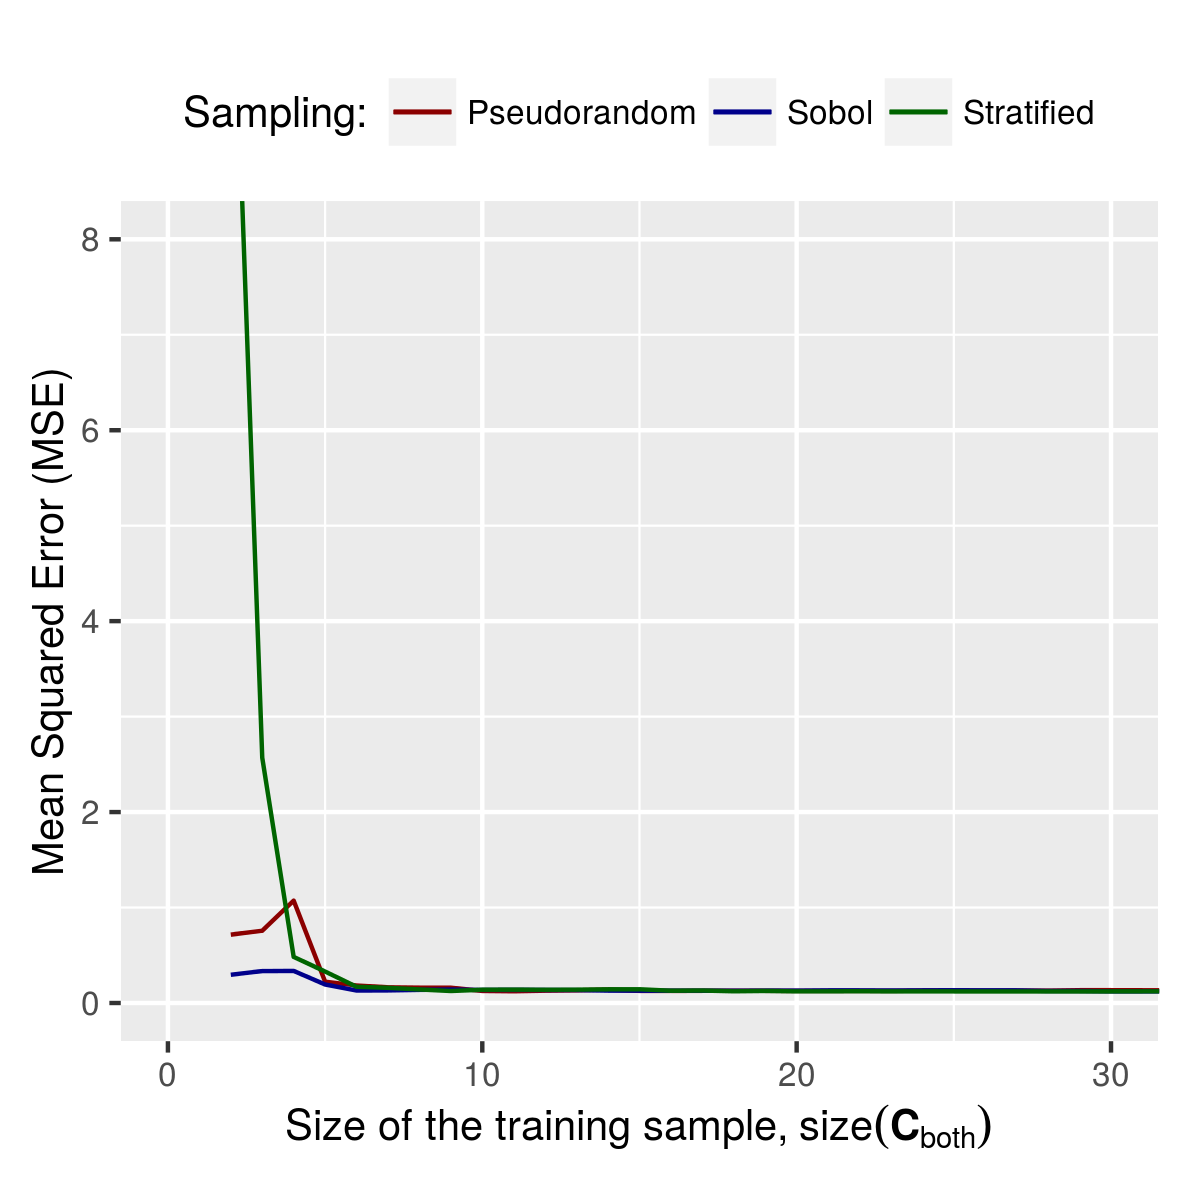 Sampling: Pseudorandom Sobol Stratified
8
6
4
2
0
Mean Squared Error (MSE)
0 10 20 30
Size of the training sample, size(C_both)